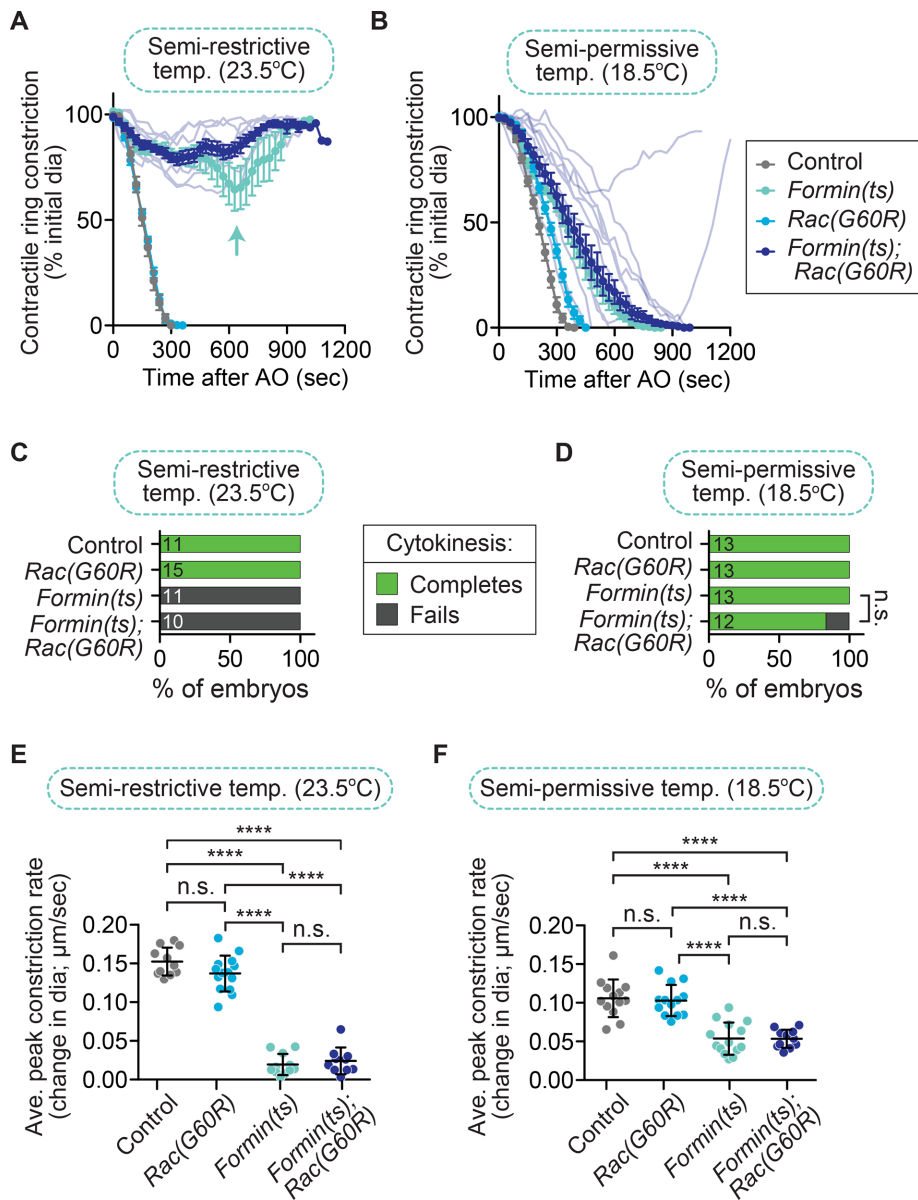 A
Semi-restrictive
temp. (23.5°C)
Contractile ring constriction
(% initial dia)
100
50
0
0 300 600 900 1200
Time after AO (sec)
B
Semi-permissive
temp. (18.5°C)
Contractile ring constriction
(% initial dia)
100
50
0
0 300 600 900 1200
Time after AO (sec)
Control
Formin(ts)
Rac(G60R)
Formin(ts);
Rac(G60R)
C
Semi-restrictive
temp. (23.5°C)
Control
11
Rac(G60R)
15
Formin(ts)
11
Formin(ts);
Rac(G60R)
10
0 50 100
% of embryos
Cytokinesis:
Completes
Fails
D
Semi-permissive
temp. (18.5°C)
Control
13
Rac(G60R)
13
Formin(ts)
13
Formin(ts);
Rac(G60R)
12
n.s.
0 50 100
% of embryos
E
Semi-restrictive temp. (23.5°C)
Ave. peak constriction rate
(change in dia; µm/sec)
0.20
0.15
0.10
0.05
0.00
****
****
n.s.
****
****
n.s.
Control
Rac(G60R)
Formin(ts)
Formin(ts);
Rac(G60R)
F
Semi-permissive temp. (18.5°C)
Ave. peak constriction rate
(change in dia; µm/sec)
0.20
0.15
0.10
0.05
0.00
****
****
n.s.
****
****
n.s.
Control
Rac(G60R)
Formin(ts)
Formin(ts);
Rac(G60R)